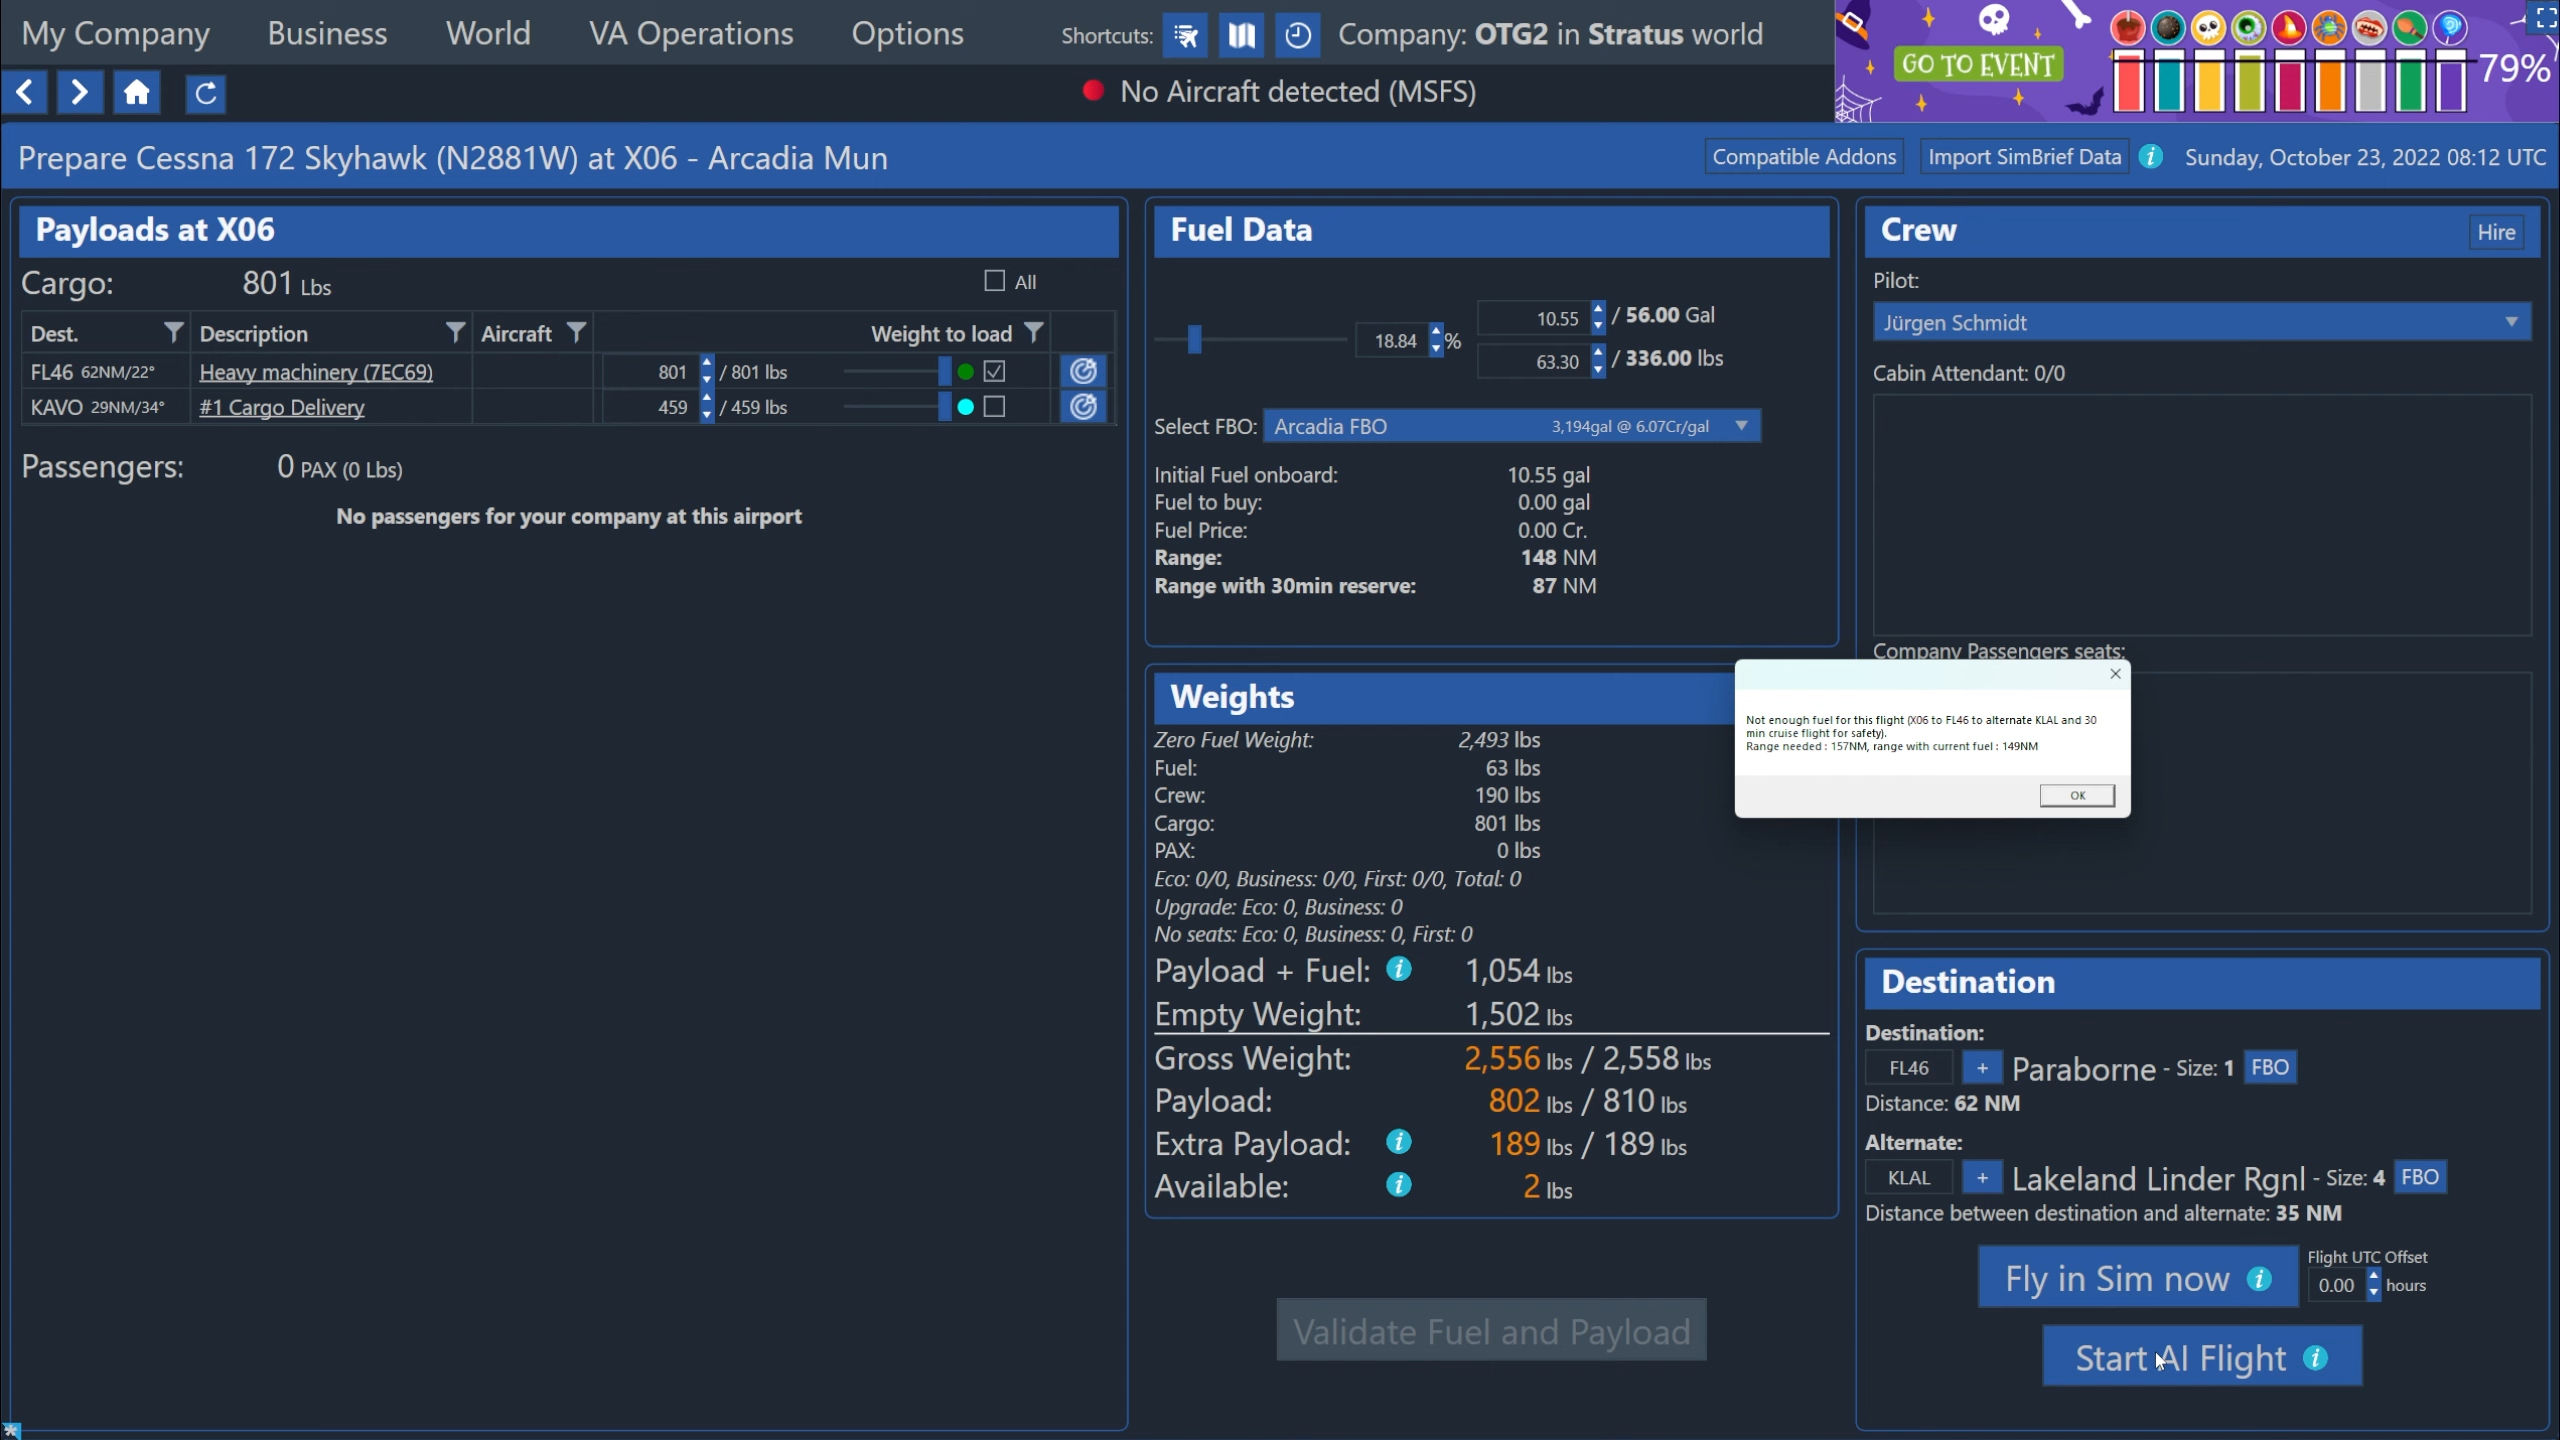 My Company Business World VA Operations Options Shortcuts: Company: OTG2 in Stratus world
GO TO EVENT 79%
No Aircraft detected (MSFS)
Prepare Cessna 172 Skyhawk (N2881W) at X06 - Arcadia Mun Compatible Addons Import SimBrief Data i Sunday, October 23, 2022 08:12 UTC
Payloads at X06
Cargo: 801 Lbs All
Dest. Description Aircraft Weight to load
FL46 62NM/22° Heavy machinery (7EC69) 801 / 801 lbs
KAVO 29NM/34° #1 Cargo Delivery 459 / 459 lbs
Passengers: 0 PAX (0 Lbs)
No passengers for your company at this airport
Fuel Data
10.55 / 56.00 Gal
18.84 %
63.30 / 336.00 lbs
Select FBO: Arcadia FBO 3,194gal @ 6.07Cr/gal
Initial Fuel onboard: 10.55 gal
Fuel to buy: 0.00 gal
Fuel Price: 0.00 Cr.
Range: 148 NM
Range with 30min reserve: 87 NM
Weights
Zero Fuel Weight: 2,493 lbs
Fuel: 63 lbs
Crew: 190 lbs
Cargo: 801 lbs
PAX: 0 lbs
Eco: 0/0, Business: 0/0, First: 0/0, Total: 0
Upgrade: Eco: 0, Business: 0
No seats: Eco: 0, Business: 0, First: 0
Payload + Fuel: i 1,054 lbs
Empty Weight: 1,502 lbs
Gross Weight: 2,556 lbs / 2,558 lbs
Payload: 802 lbs / 810 lbs
Extra Payload: i 189 lbs / 189 lbs
Available: i 2 lbs
Validate Fuel and Payload
Crew Hire
Pilot:
Jürgen Schmidt
Cabin Attendant: 0/0
Company Passengers seats:
Not enough fuel for this flight (X06 to FL46 to alternate KLAL and 30
min cruise flight for safety).
Range needed : 157NM, range with current fuel : 149NM
OK
Destination
Destination:
FL46 + Paraborne - Size: 1 FBO
Distance: 62 NM
Alternate:
KLAL + Lakeland Linder Rgnl - Size: 4 FBO
Distance between destination and alternate: 35 NM
Fly in Sim now i
Flight UTC Offset
0.00 hours
Start AI Flight i